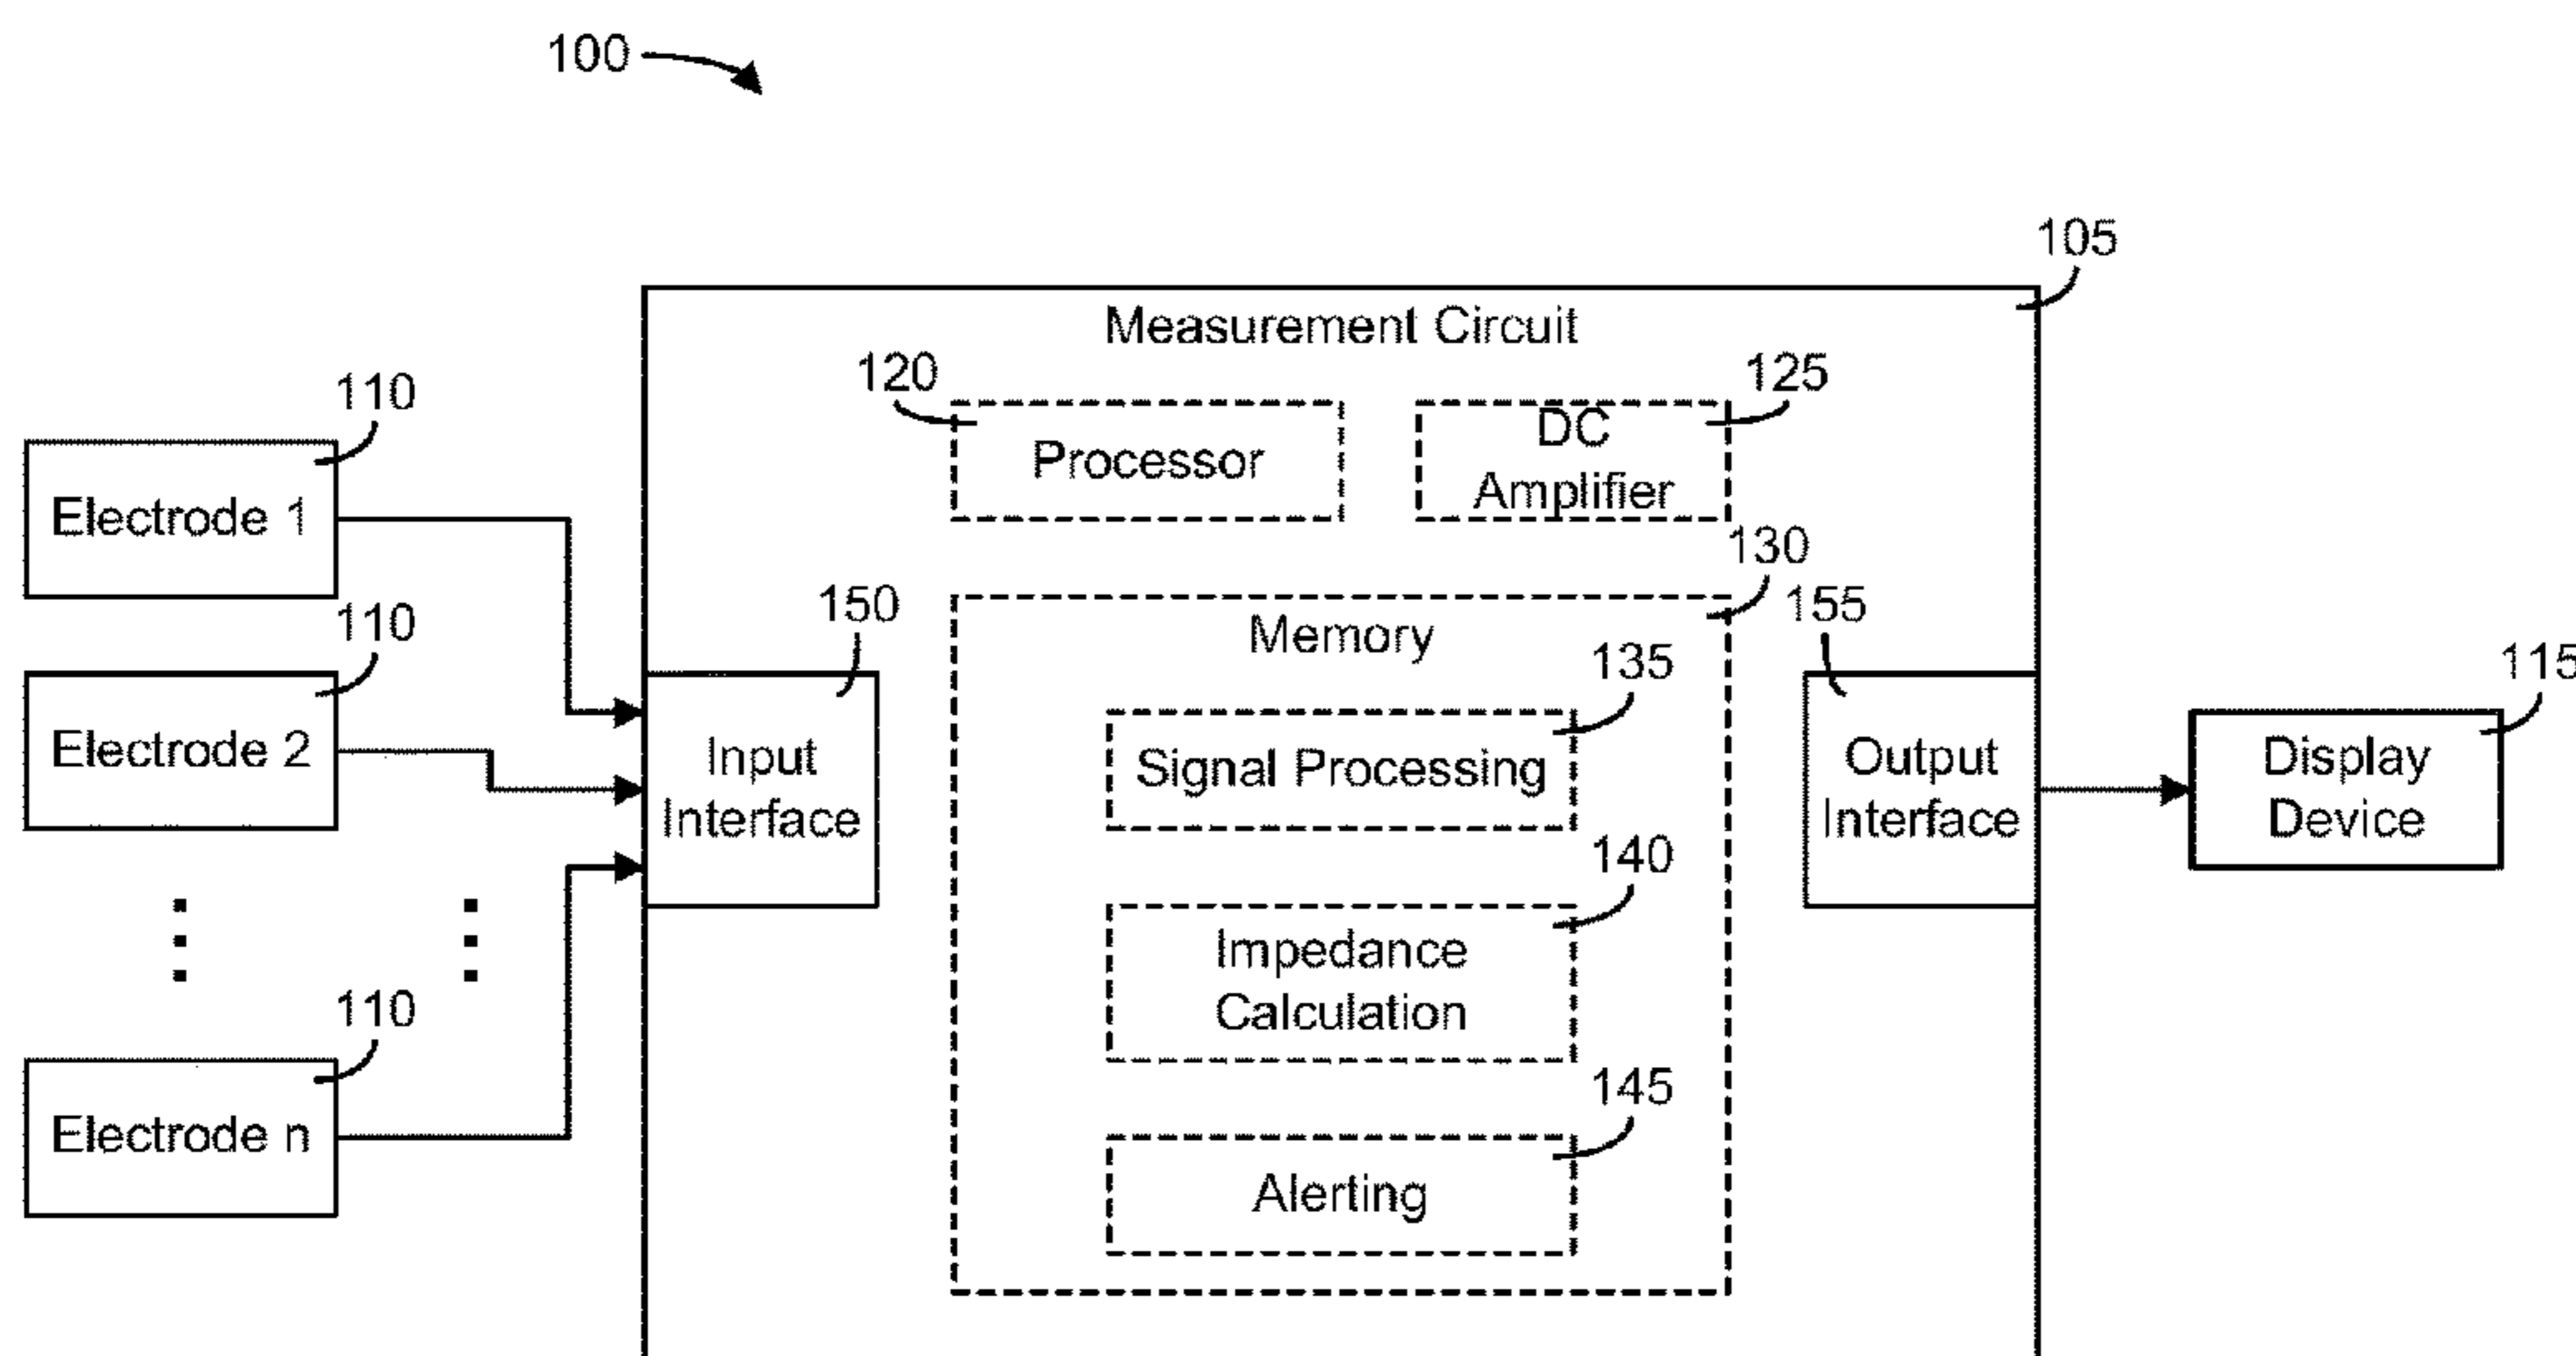 100
105
Measurement Circuit
120
125
110
Processor
DC
Amplifier
Electrode 1
130
110
150
155
Memory
135
115
Electrode 2
Input
Interface
Signal Processing
Output
Interface
Display
Device
140
Impedance
Calculation
110
145
Electrode n
Alerting